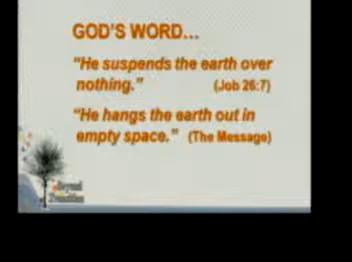 GOD'S WORD...
"He suspends the earth over
nothing." (Job 26:7)
"He hangs the earth out in
empty space." (The Message)